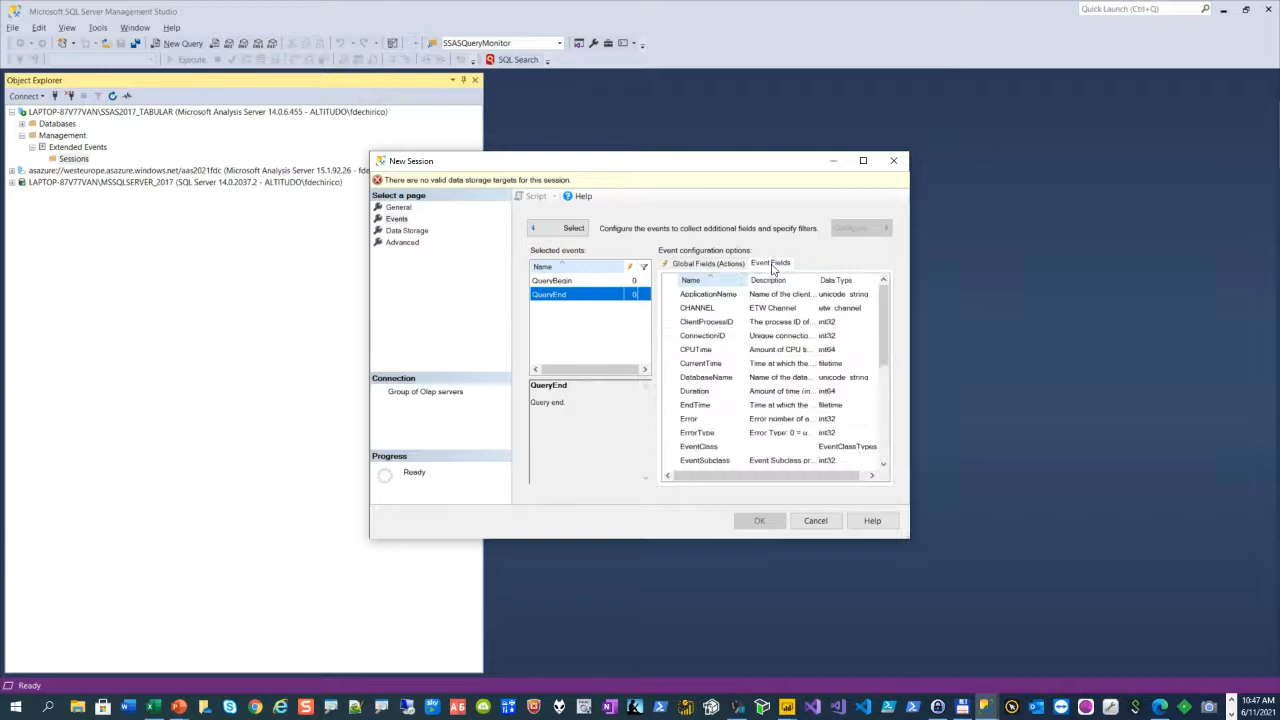 Microsoft SQL Server Management Studio
Quick Launch (Ctrl+Q)
File Edit View Tools Window Help
New Query
SSASQueryMonitor
Execute
SQL Search
Object Explorer
Connect
LAPTOP-87V77VAN\SSAS2017_TABULAR (Microsoft Analysis Server 14.0.6.455 - ALTITUDO\fdechirico)
Databases
Management
Extended Events
Sessions
asazure://westeurope.asazure.windows.net/aas2021fdc (Microsoft Analysis Server 15.1.92.26 - fde
LAPTOP-87V77VAN\MSSQLSERVER_2017 (SQL Server 14.0.2037.2 - ALTITUDO\fdechirico)
New Session
There are no valid data storage targets for this session.
Select a page
General
Events
Data Storage
Advanced
Connection
Group of Olap servers
Progress
Ready
Script
Help
Select
Configure the events to collect additional fields and specify filters.
Configure
Selected events:
Name
QueryBegin 0
QueryEnd 0
QueryEnd
Query end.
Event configuration options:
Global Fields (Actions) Event Fields
Name Description Data Type
ApplicationName Name of the client... unicode_string
CHANNEL ETW Channel etw_channel
ClientProcessID The process ID of... int32
ConnectionID Unique connectio... int32
CPUTime Amount of CPU ti... int64
CurrentTime Time at which the... filetime
DatabaseName Name of the data... unicode_string
Duration Amount of time (in... int64
EndTime Time at which the... filetime
Error Error number of a... int32
ErrorType Error Type: 0 = u... int32
EventClass EventClassTypes
EventSubclass Event Subclass pr... int32
OK Cancel Help
Ready
10:47 AM
6/11/2021